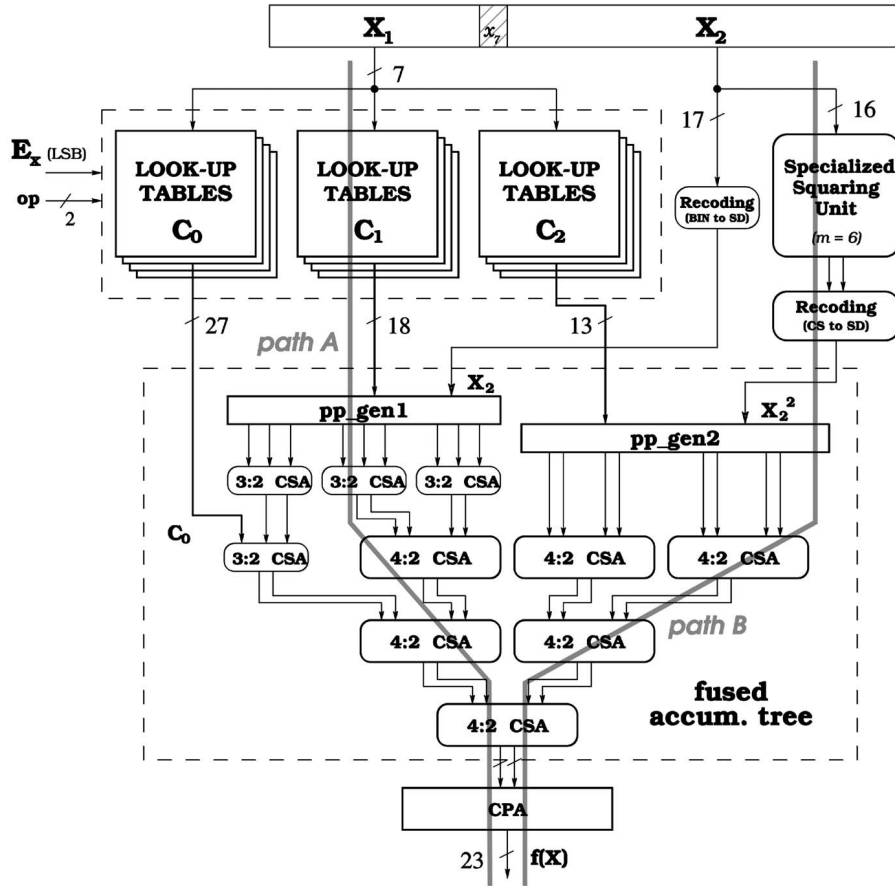 X1 x7 X2
7
17
16
Ex (LSB)
op
2
LOOK-UP TABLES C0
LOOK-UP TABLES C1
LOOK-UP TABLES C2
Recoding
(BIN to SD)
Specialized
Squaring
Unit
(m = 6)
Recoding
(CS to SD)
27
18
13
path A
X2
pp_gen1
X2²
pp_gen2
3:2 CSA
3:2 CSA
3:2 CSA
C0
3:2 CSA
4:2 CSA
4:2 CSA
4:2 CSA
4:2 CSA
4:2 CSA
path B
fused
accum. tree
4:2 CSA
CPA
23
f(X)